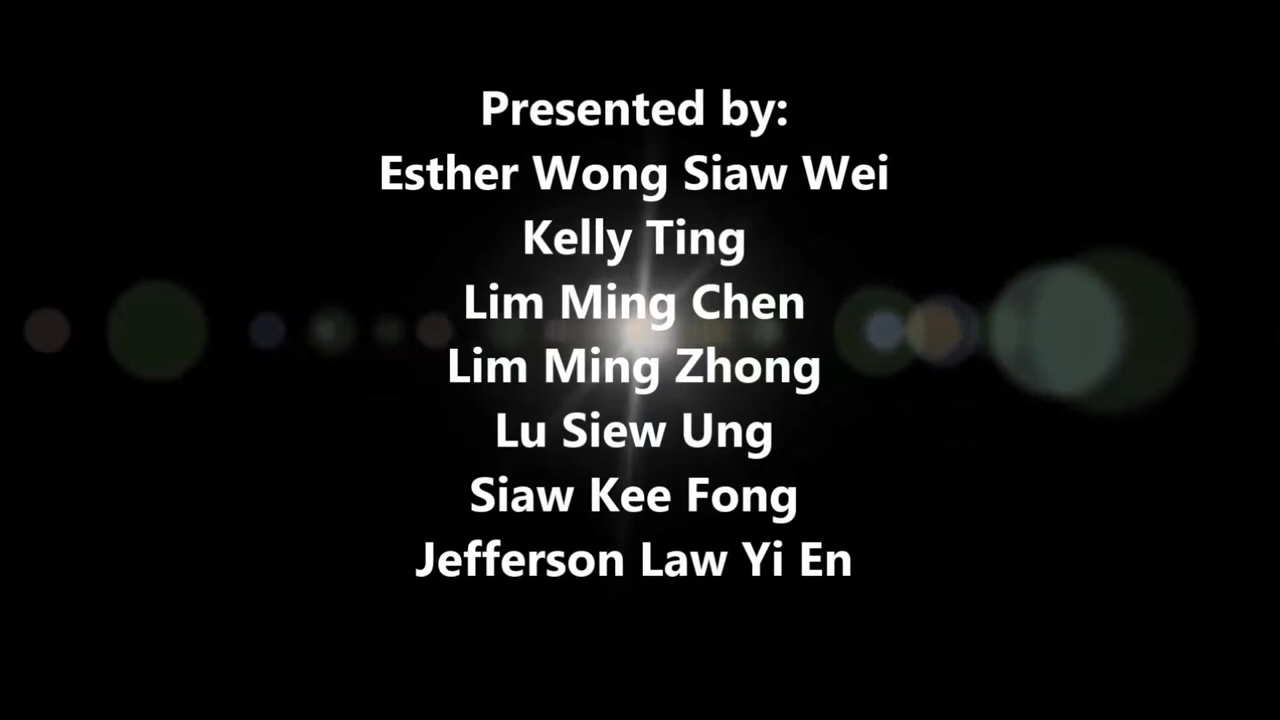 Presented by:
Esther Wong Siaw Wei
Kelly Ting
Lim Ming Chen
Lim Ming Zhong
Lu Siew Ung
Siaw Kee Fong
Jefferson Law Yi En